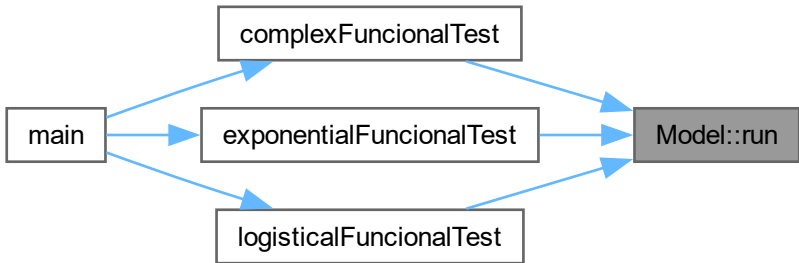 complexFuncionalTest
main
exponentialFuncionalTest
Model::run
logisticalFuncionalTest